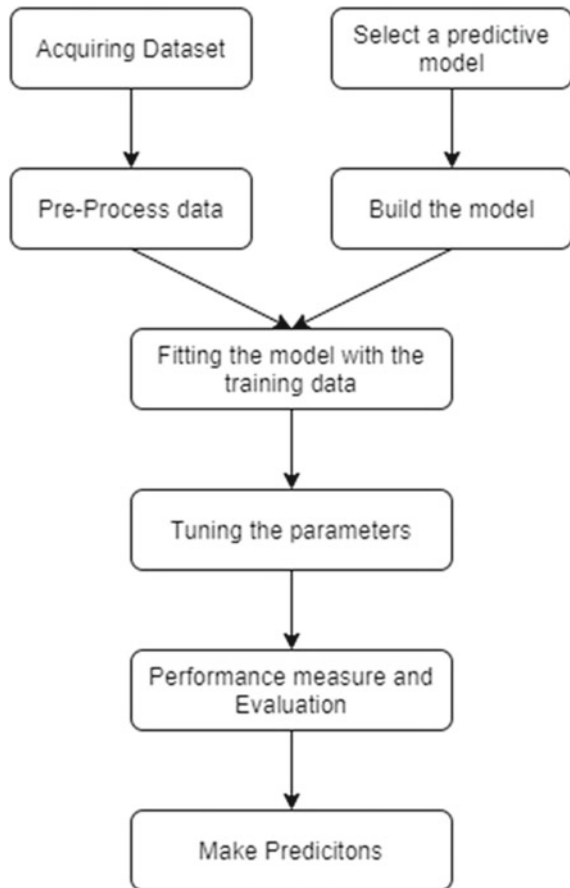 Acquiring Dataset
Select a predictive
model
Pre-Process data
Build the model
Fitting the model with the
training data
Tuning the parameters
Performance measure and
Evaluation
Make Predicitons